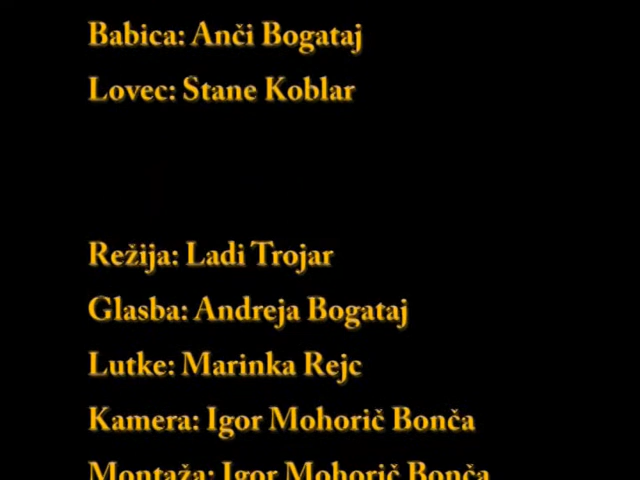 Babica: Anči Bogataj
Lovec: Stane Koblar
Režija: Ladi Trojar
Glasba: Andreja Bogataj
Lutke: Marinka Rejc
Kamera: Igor Mohorič Bonča
Montaža: Igor Mohorič Bonča